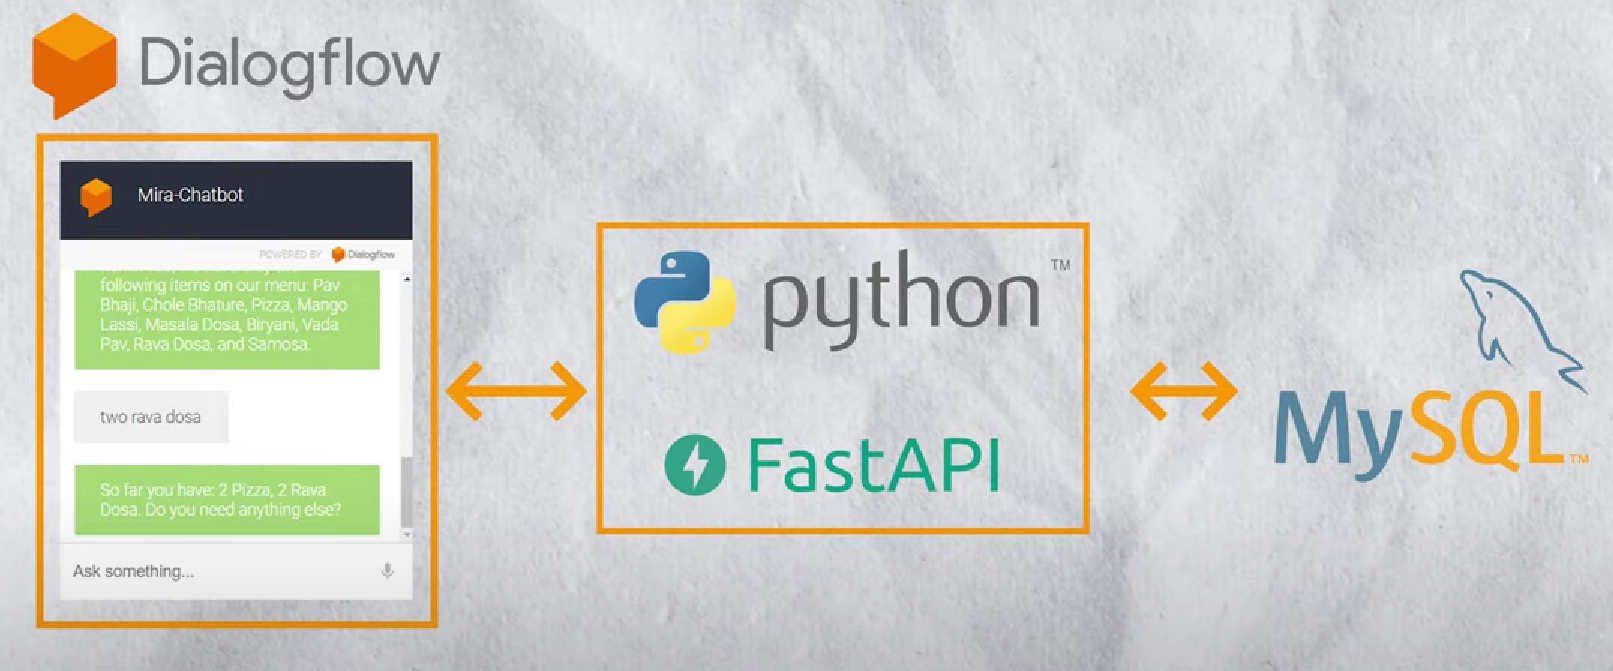 Dialogflow
Mira-Chatbot
POWERED BY Dialogflow
following items on our menu: Pav
Bhaji, Chole Bhature, Pizza, Mango
Lassi, Masala Dosa, Biryani, Vada
Pav, Rava Dosa, and Samosa.
two rava dosa
So far you have: 2 Pizza, 2 Rava
Dosa. Do you need anything else?
Ask something...
python™
FastAPI
MySQL™